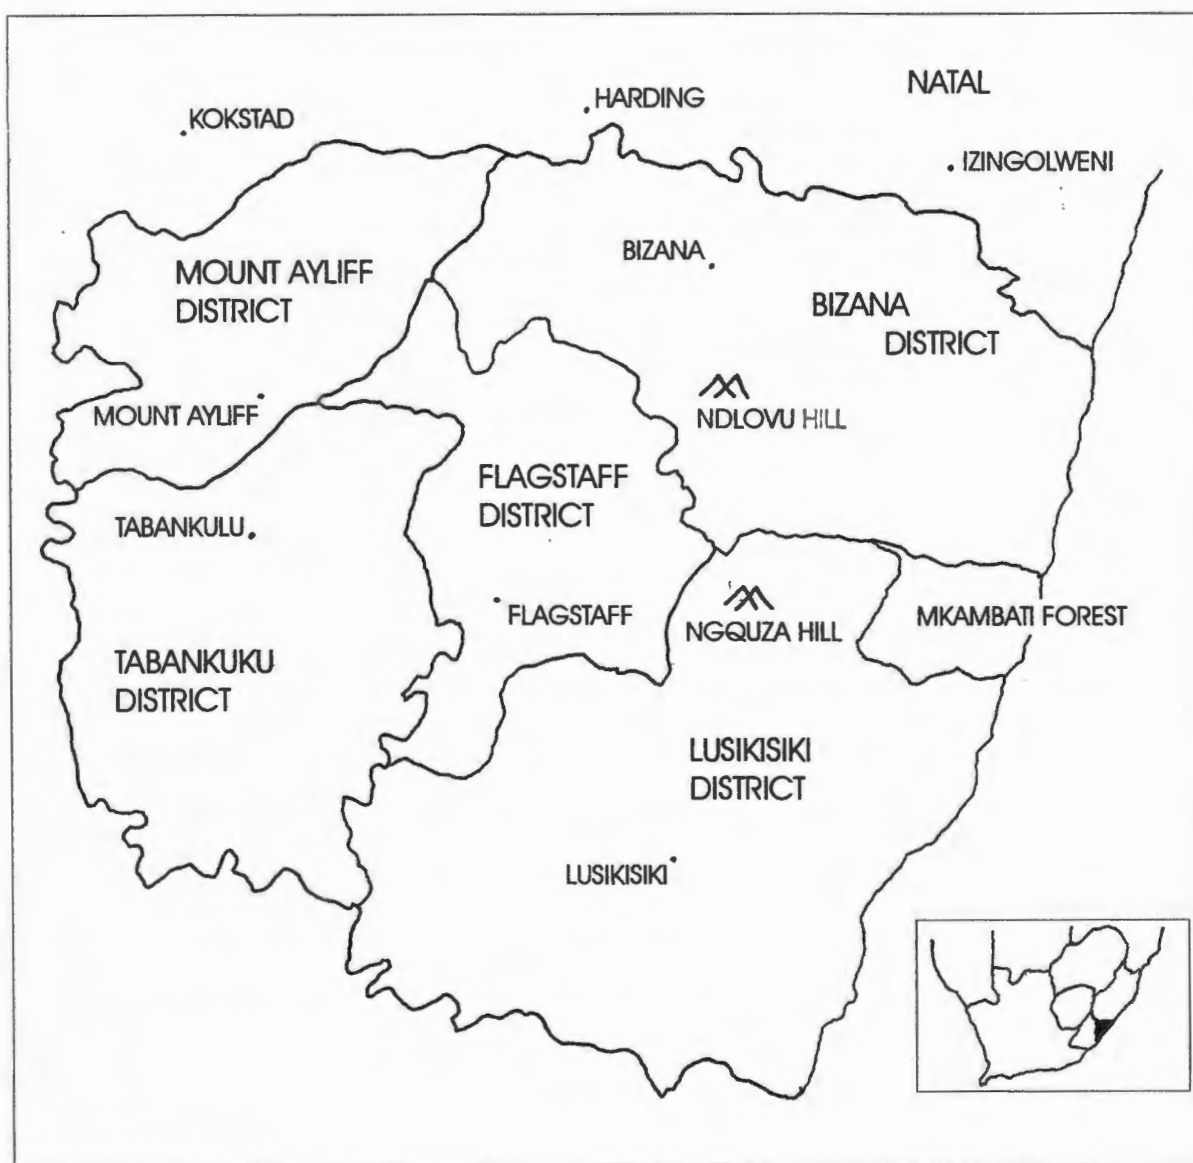 NATAL
HARDING
KOKSTAD
IZINGOLWENI
BIZANA
MOUNT AYLIFF
DISTRICT
BIZANA
DISTRICT
MOUNT AYLIFF
NDLOVU HILL
FLAGSTAFF
DISTRICT
TABANKULU
FLAGSTAFF
NGQUZA HILL
MKAMBATI FOREST
TABANKUKU
DISTRICT
LUSIKISIKI
DISTRICT
LUSIKISIKI